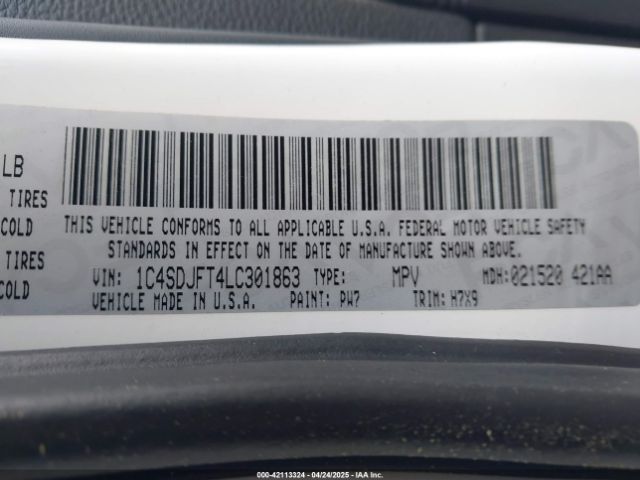 LB
TIRES
COLD
TIRES
COLD
THIS VEHICLE CONFORMS TO ALL APPLICABLE U.S.A. FEDERAL MOTOR VEHICLE SAFETY
STANDARDS IN EFFECT ON THE DATE OF MANUFACTURE SHOWN ABOVE.
VIN: 1C4SDJFT4LC301863 TYPE: MPV MDH:021520 421AA
VEHICLE MADE IN U.S.A. PAINT: PW7 TRIM: H7X9
000-42113324 - 04/24/2025 - IAA Inc.